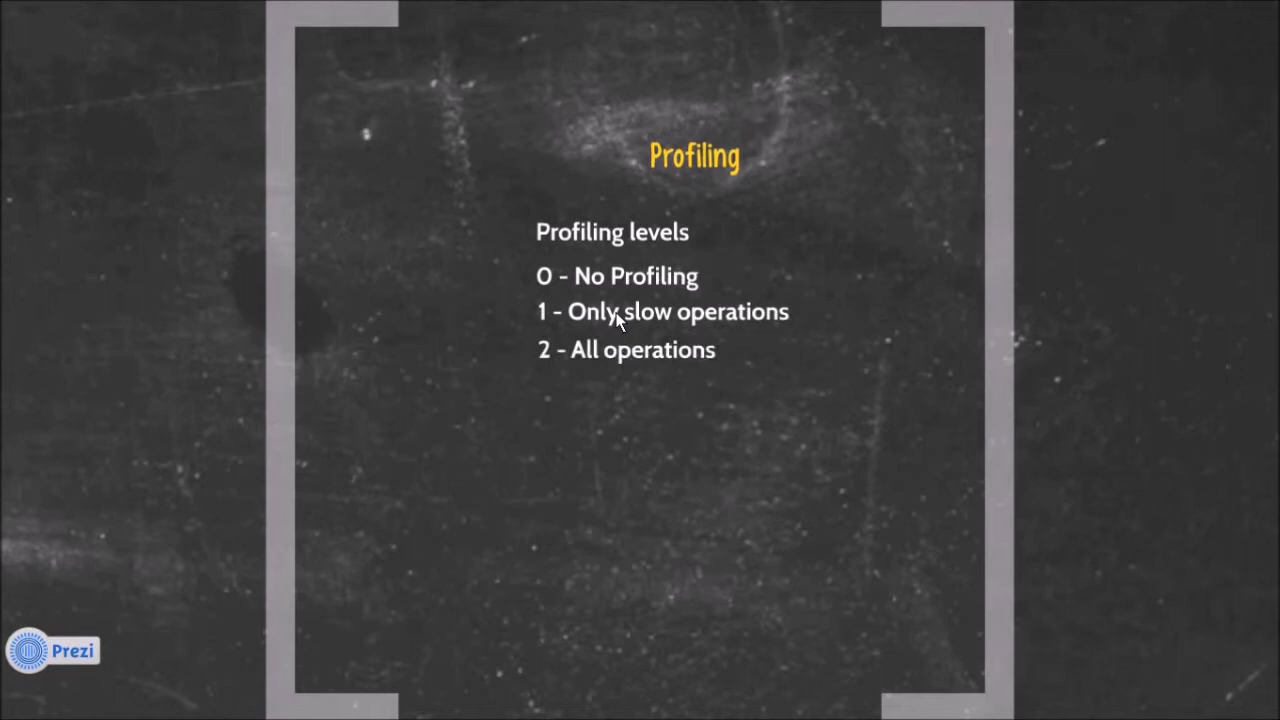 Profiling
Profiling levels
0 - No Profiling
1 - Only slow operations
2 - All operations
Prezi